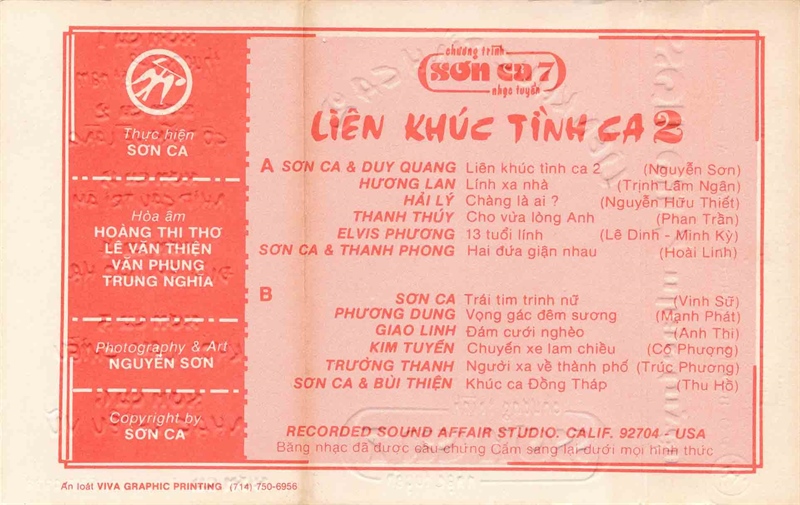 Thực hiện
SƠN CA
Hòa âm
HOÀNG THI THƠ
LÊ VĂN THIỆN
VĂN PHỤNG
TRUNG NGHĨA
Photography & Art
NGUYỄN SƠN
Copyright by
SƠN CA
chương trình
SƠN CA 7
nhạc tuyển
LIÊN KHÚC TÌNH CA 2
A SƠN CA & DUY QUANG Liên khúc tình ca 2 (Nguyễn Sơn)
HƯƠNG LAN Lính xa nhà (Trịnh Lâm Ngân)
HẢI LÝ Chàng là ai ? (Nguyễn Hữu Thiết)
THANH THÚY Cho vừa lòng Anh (Phan Trần)
ELVIS PHƯƠNG 13 tuổi lính (Lê Dinh - Minh Kỳ)
SƠN CA & THANH PHONG Hai đứa giận nhau (Hoài Linh)
B SƠN CA Trái tim trinh nữ (Vinh Sữ)
PHƯƠNG DUNG Vọng gác đêm sương (Mạnh Phát)
GIAO LINH Đám cưới nghèo (Anh Thi)
KIM TUYẾN Chuyến xe lam chiều (Cô Phượng)
TRƯỜNG THANH Người xa về thành phố (Trúc Phương)
SƠN CA & BÙI THIỆN Khúc ca Đồng Tháp (Thu Hồ)
RECORDED SOUND AFFAIR STUDIO. CALIF. 92704 - USA
Băng nhạc đã được cầu chứng Cấm sang lại dưới mọi hình thức
Ấn loát VIVA GRAPHIC PRINTING (714) 750-6956